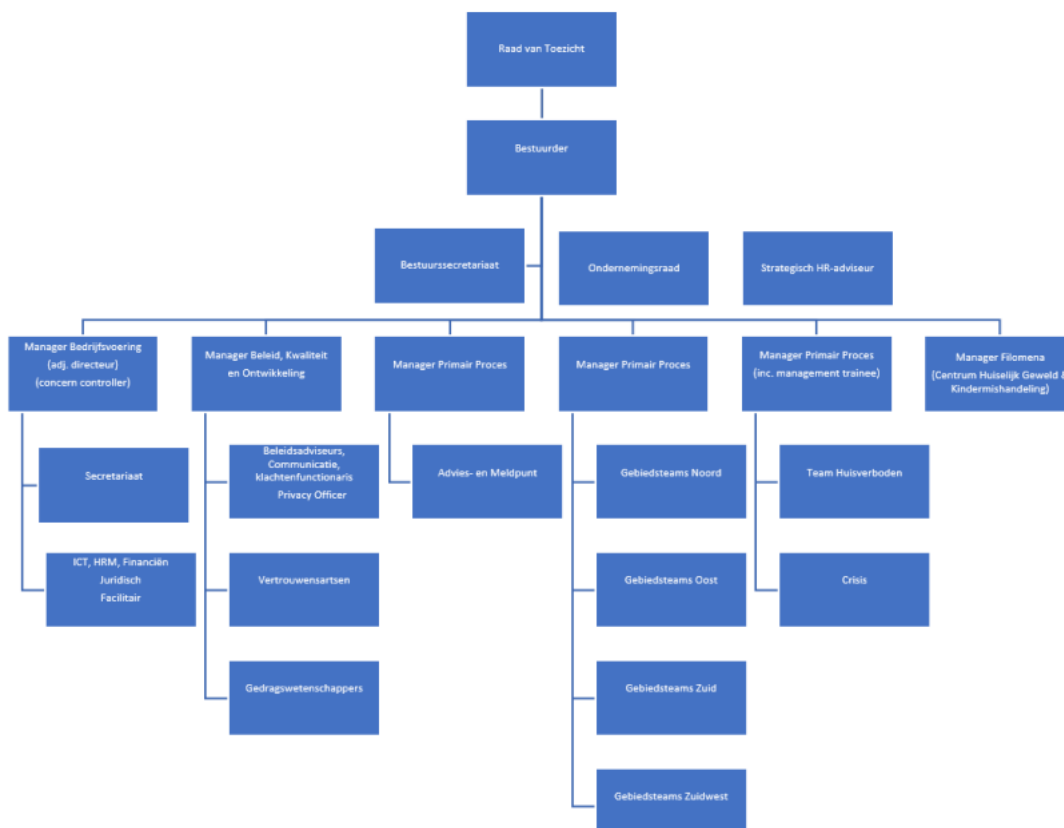 Raad van Toezicht
Bestuurder
Bestuurssecretariaat
Ondernemingsraad
Strategisch HR-adviseur
Manager Bedrijfsvoering
(adj. directeur)
(concern controller)
Manager Beleid, Kwaliteit
en Ontwikkeling
Manager Primair Proces
Manager Primair Proces
Manager Primair Proces
(inc. management trainee)
Manager Filomena
(Centrum Huiselijk Geweld &
Kindermishandeling)
Secretariaat
Beleidsadviseurs,
Communicatie,
klachtenfunctionaris
Privacy Officer
Advies- en Meldpunt
Gebiedsteams Noord
Team Huisverboden
ICT, HRM, Financiën
Juridisch
Facilitair
Vertrouwensartsen
Gebiedsteams Oost
Crisis
Gedragswetenschappers
Gebiedsteams Zuid
Gebiedsteams Zuidwest